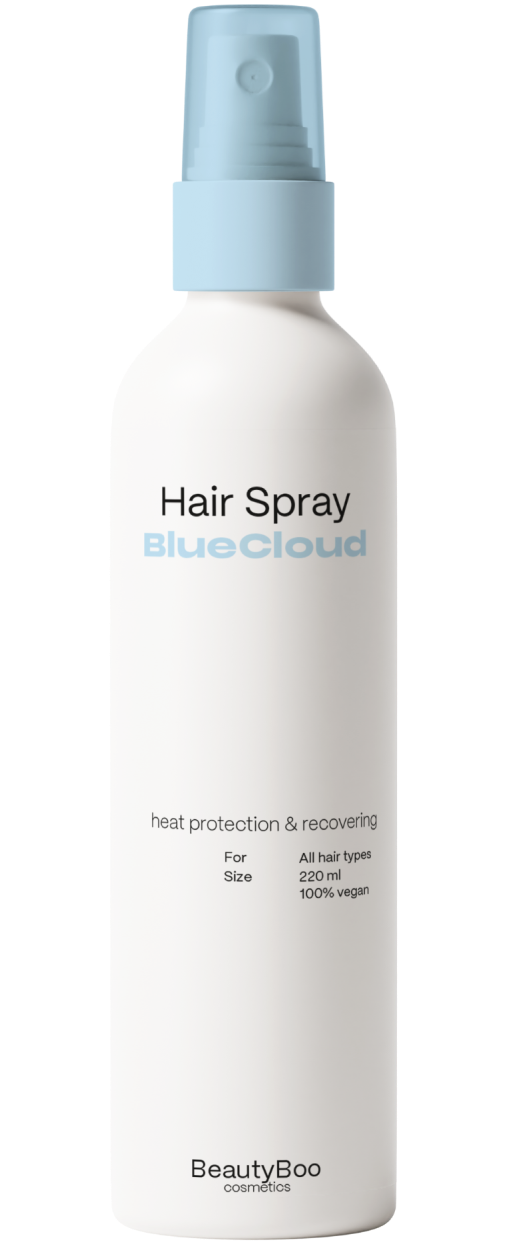 Hair Spray
BlueCloud
heat protection & recovering
For All hair types
Size 220 ml
100% vegan
BeautyBoo
cosmetics